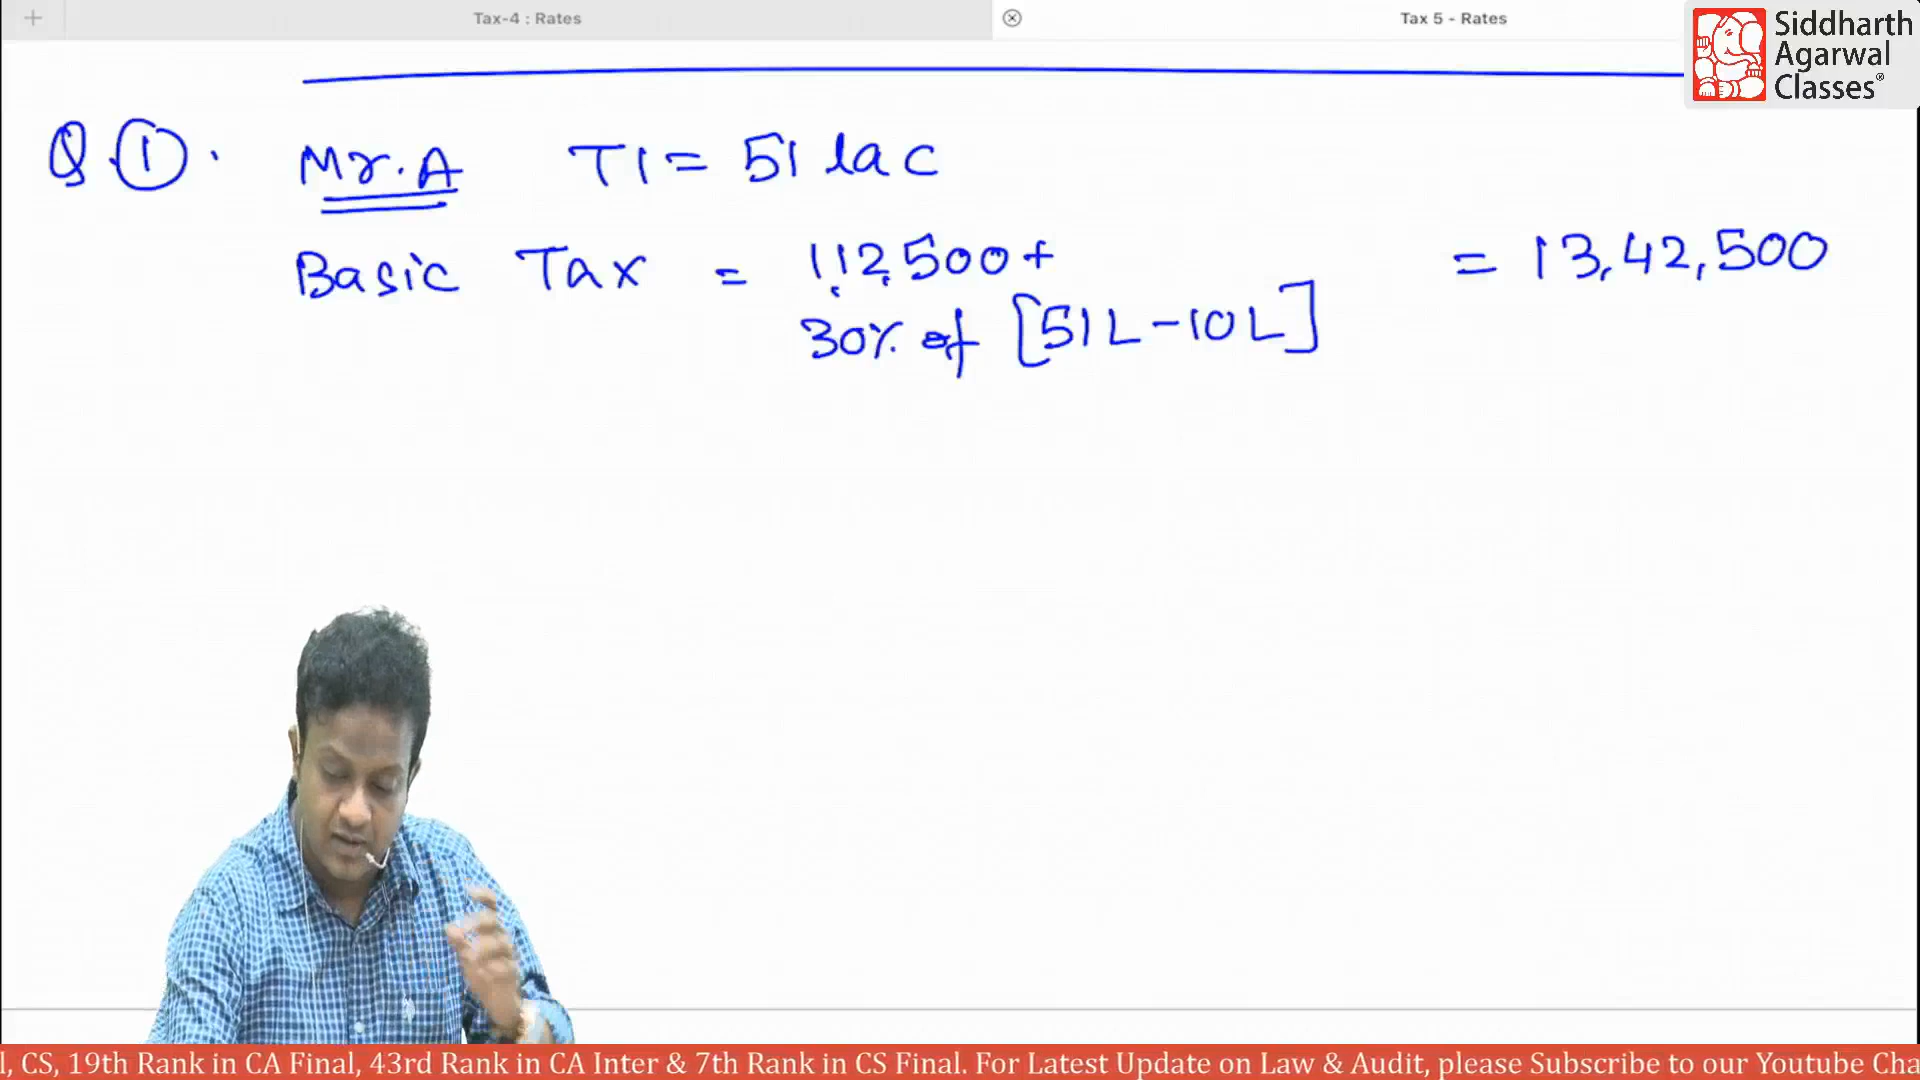 Tax-4 : Rates
Tax 5 - Rates
Siddharth
Agarwal
Classes®
Q. 1. Mr. A TI = 51 lac
Basic Tax = 1,12,500 + = 13,42,500
30% of [51L - 10L]
CS, 19th Rank in CA Final, 43rd Rank in CA Inter & 7th Rank in CS Final. For Latest Update on Law & Audit, please Subscribe to our Youtube